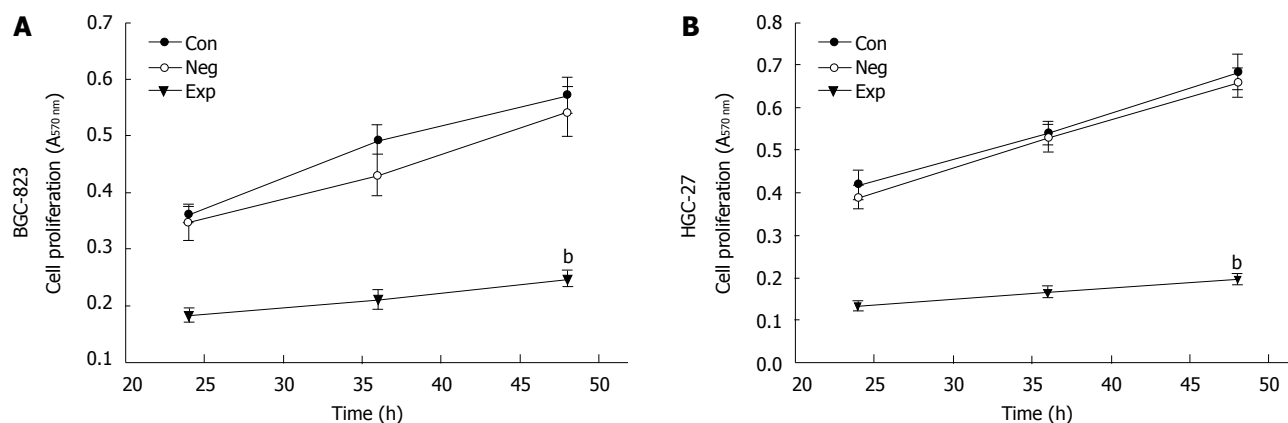 A
Con
Neg
Exp
0.7
0.6
0.5
0.4
0.3
0.2
0.1
BGC-823
Cell proliferation (A570 nm)
b
20 25 30 35 40 45 50
Time (h)
B
Con
Neg
Exp
0.8
0.7
0.6
0.5
0.4
0.3
0.2
0.1
0.0
HGC-27
Cell proliferation (A570 nm)
b
20 25 30 35 40 45 50
Time (h)